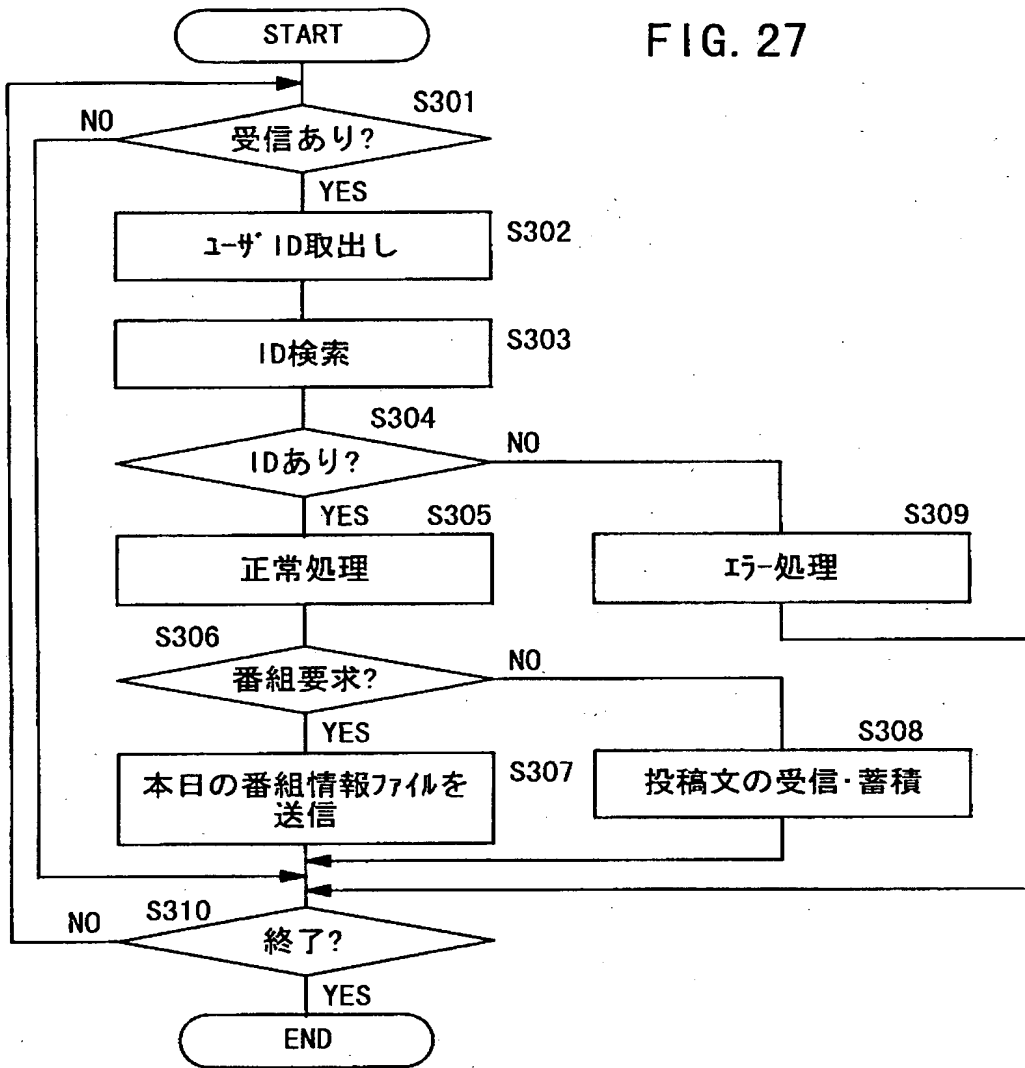 FIG. 27
START
S301
NO
受信あり?
YES
ﾕｰｻﾞID取出し
S302
ID検索
S303
S304
NO
IDあり?
YES
S305
正常処理
S309
ｴﾗｰ処理
S306
NO
番組要求?
YES
S308
本日の番組情報ﾌｧｲﾙを
送信
S307
投稿文の受信･蓄積
S310
NO
終了?
YES
END